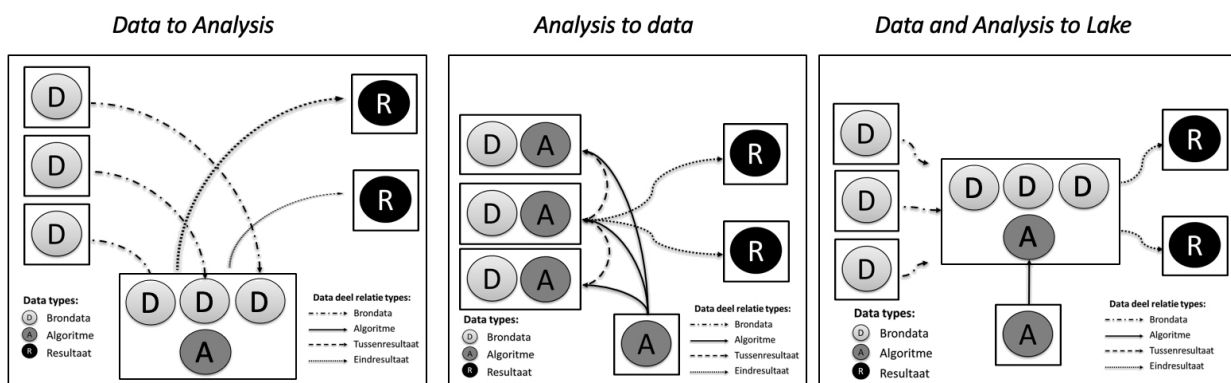 Data to Analysis
D
D
D
R
R
D D D
A
Data types:
D Brondata
A Algoritme
R Resultaat
Data deel relatie types:
Brondata
Algoritme
Tussenresultaat
Eindresultaat
Analysis to data
D A
D A
D A
R
R
A
Data types:
D Brondata
A Algoritme
R Resultaat
Data deel relatie types:
Brondata
Algoritme
Tussenresultaat
Eindresultaat
Data and Analysis to Lake
D
D
D
D D D
A
R
R
A
Data types:
D Brondata
A Algoritme
R Resultaat
Data deel relatie types:
Brondata
Algoritme
Tussenresultaat
Eindresultaat